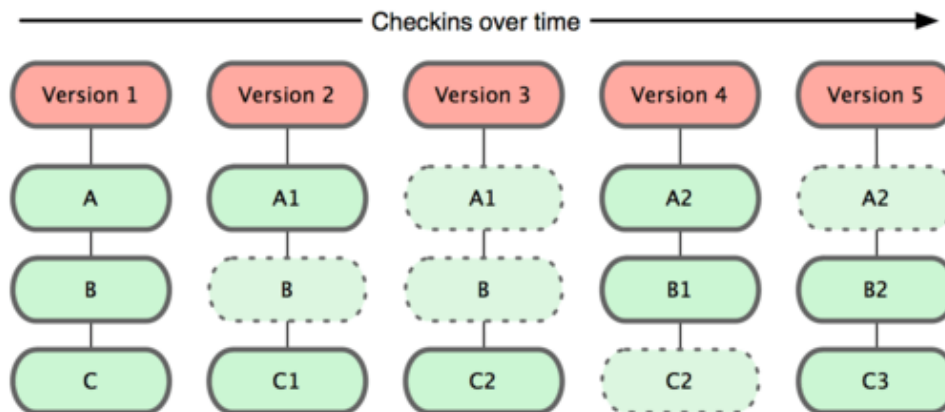 Checkins over time
Version 1 Version 2 Version 3 Version 4 Version 5
A A1 A1 A2 A2
B B B B1 B2
C C1 C2 C2 C3